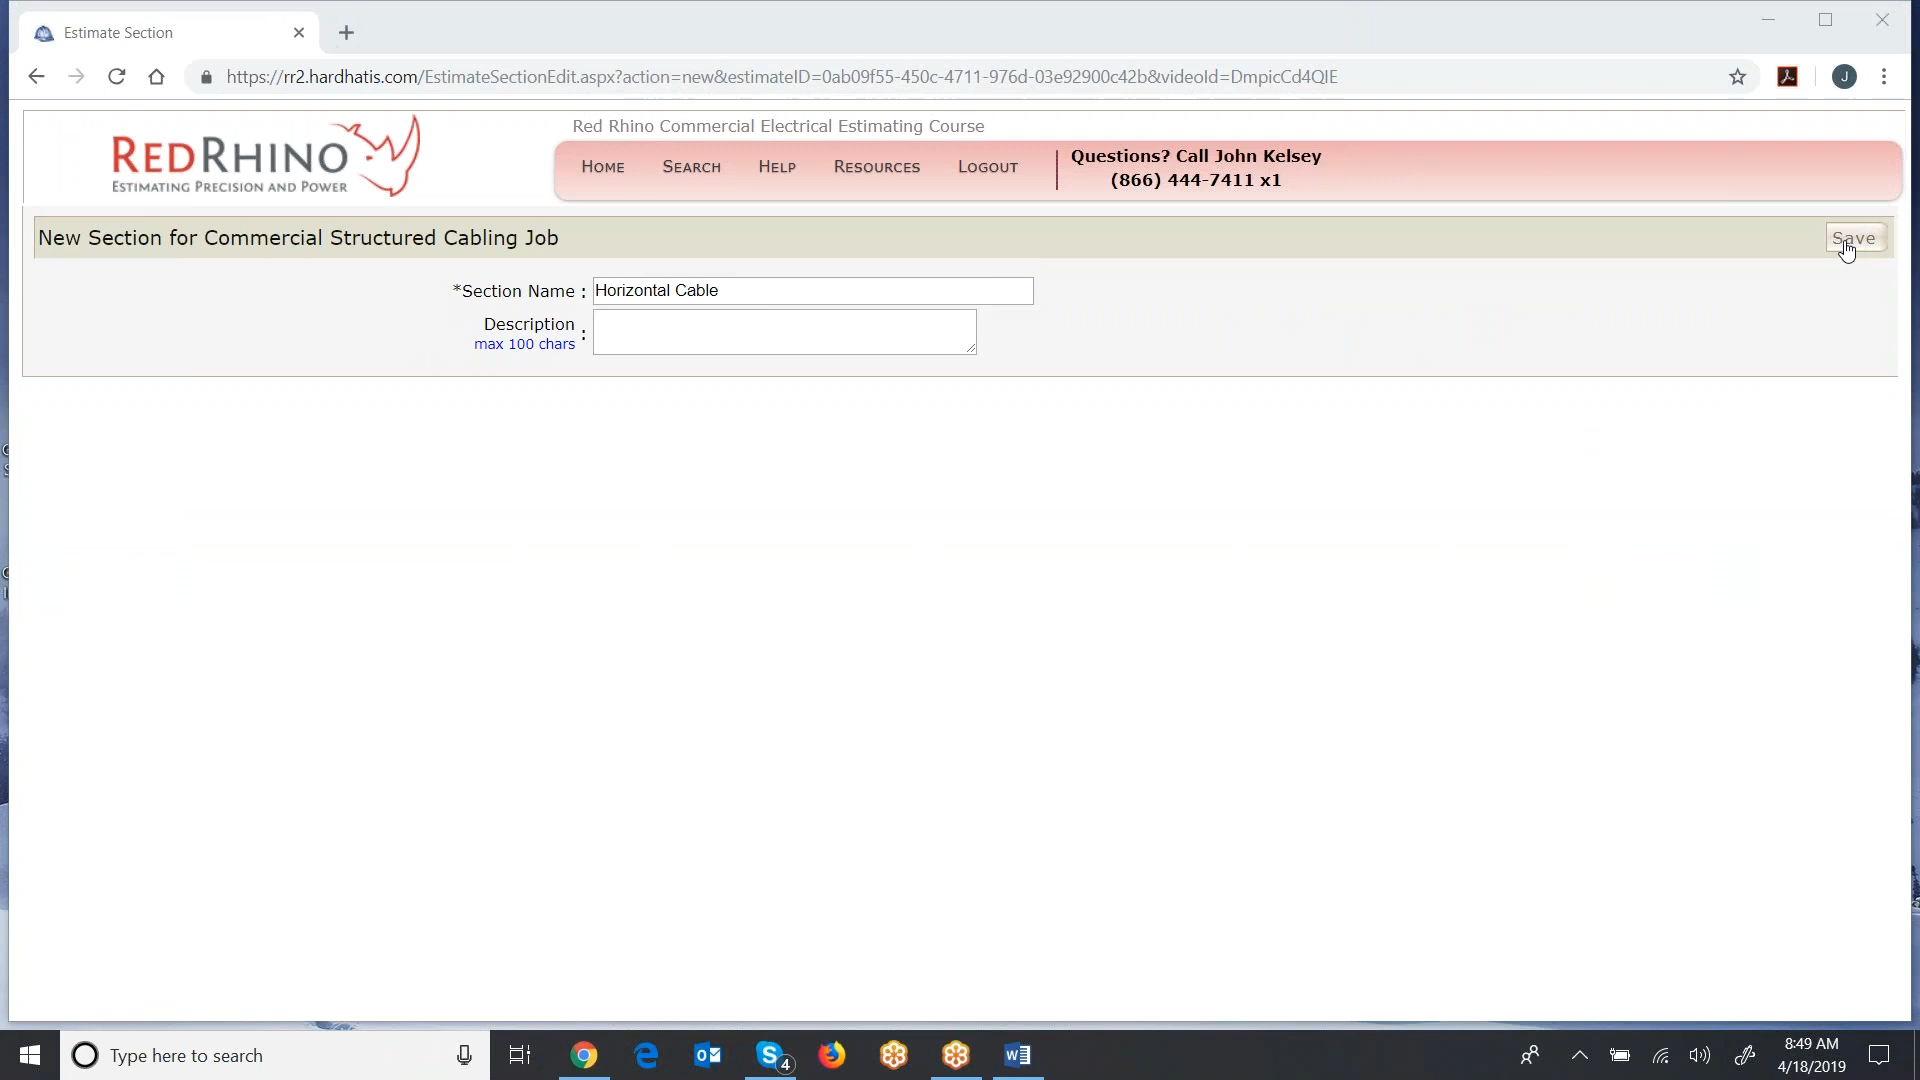 Estimate Section
https://rr2.hardhatis.com/EstimateSectionEdit.aspx?action=new&estimateID=0ab09f55-450c-4711-976d-03e92900c42b&videoId=DmpicCd4QIE
J
REDRHINO
ESTIMATING PRECISION AND POWER
Red Rhino Commercial Electrical Estimating Course
HOME SEARCH HELP RESOURCES LOGOUT
Questions? Call John Kelsey
(866) 444-7411 x1
New Section for Commercial Structured Cabling Job
Save
*Section Name : Horizontal Cable
Description :
max 100 chars
Type here to search
4
8:49 AM
4/18/2019